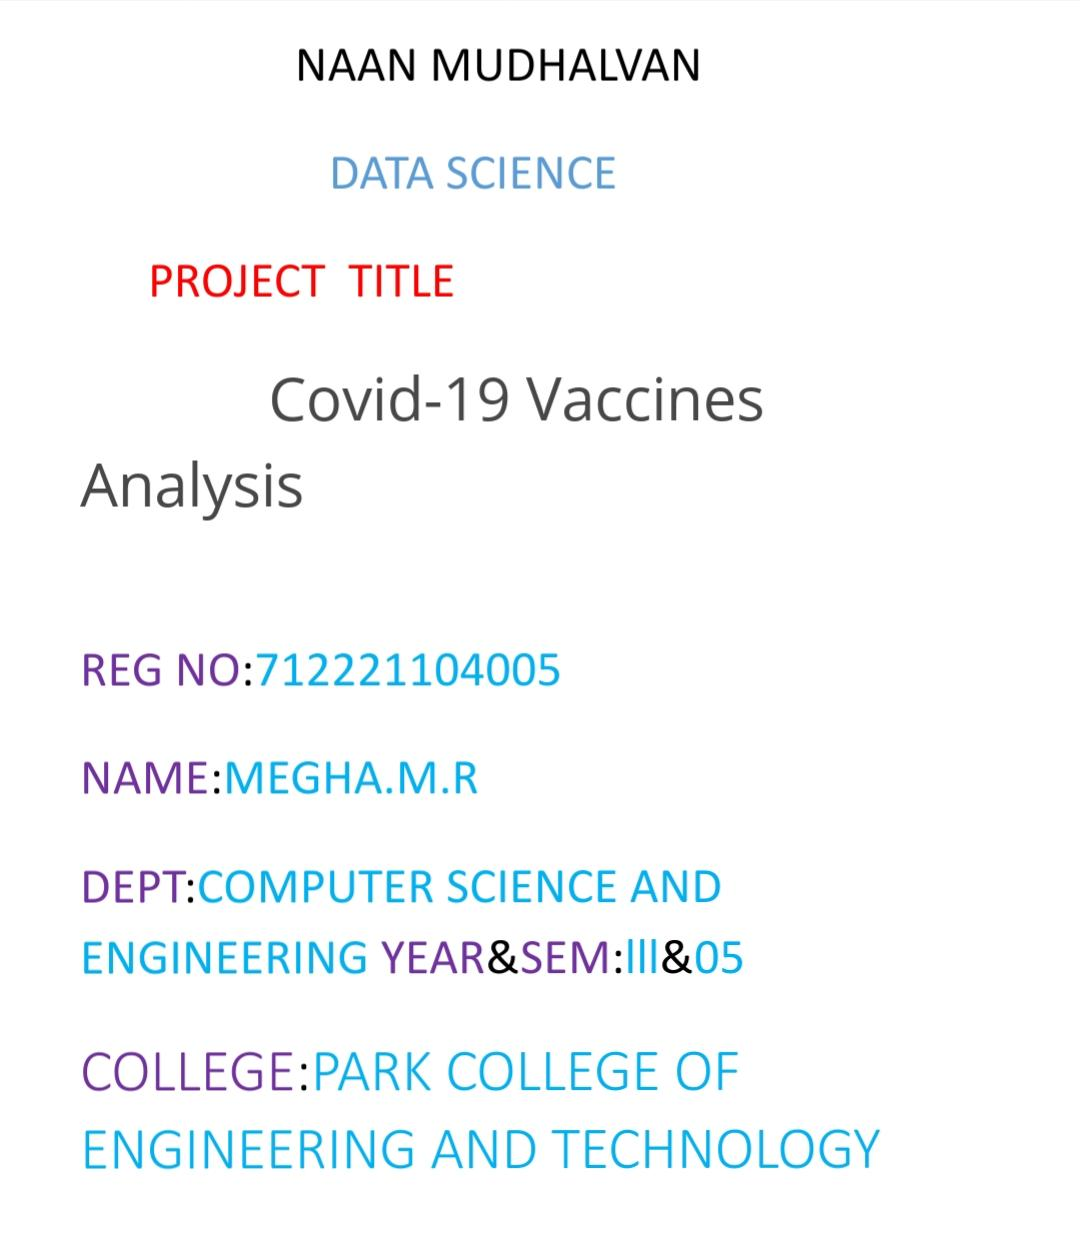 NAAN MUDHALVAN
DATA SCIENCE
PROJECT  TITLE
Covid-19 Vaccines
Analysis
REG NO:712221104005
NAME:MEGHA.M.R
DEPT:COMPUTER SCIENCE AND
ENGINEERING YEAR&SEM:lll&05
COLLEGE:PARK COLLEGE OF
ENGINEERING AND TECHNOLOGY